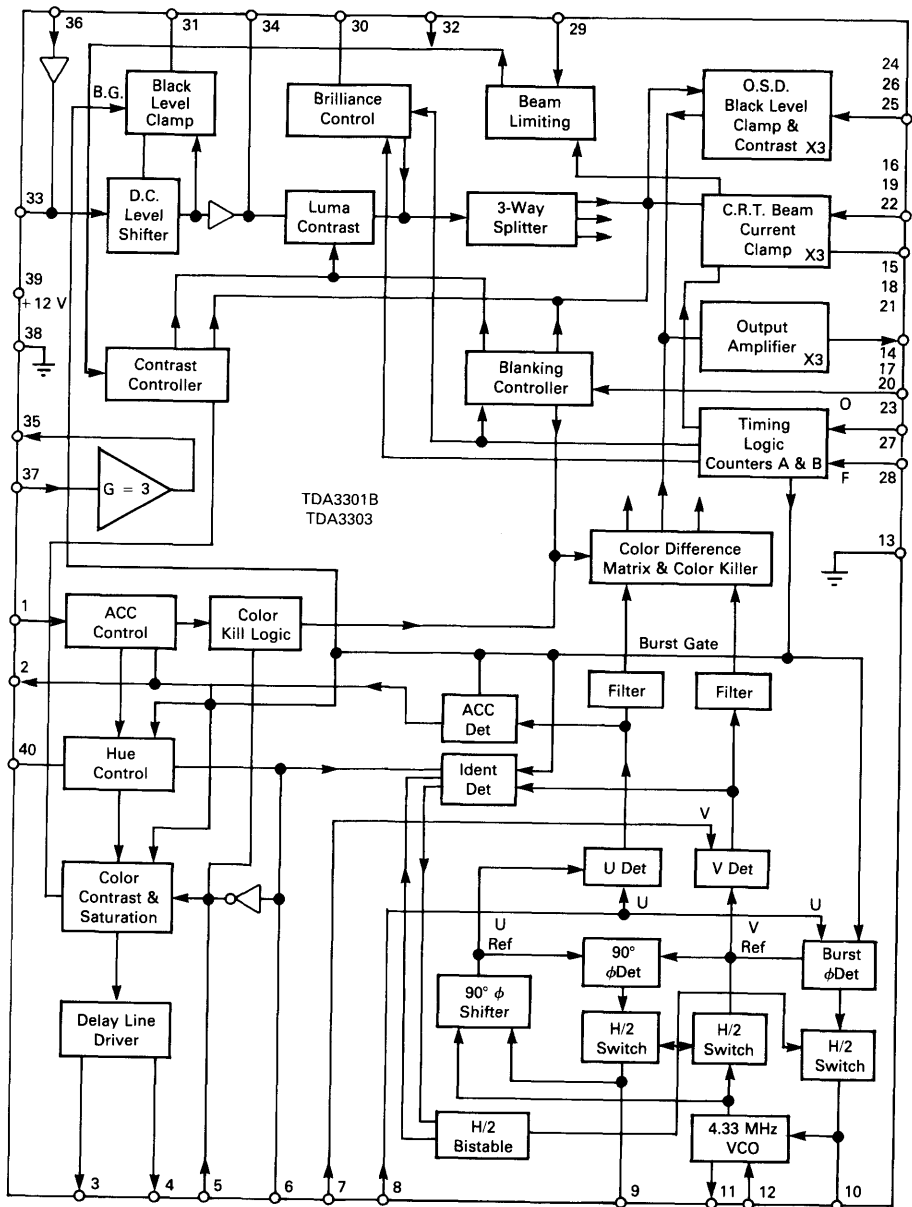 36
31
34
30
32
29
24
26
25
B.G.
Black
Level
Clamp
Brilliance
Control
Beam
Limiting
O.S.D.
Black Level
Clamp &
Contrast
X3
33
D.C.
Level
Shifter
Luma
Contrast
3-Way
Splitter
16
19
22
C.R.T. Beam
Current
Clamp
X3
15
18
21
39
+12 V
38
Contrast
Controller
Blanking
Controller
Output
Amplifier
X3
14
17
20
35
37
G = 3
TDA3301B
TDA3303
Timing
Logic
Counters A & B
O
23
27
F
28
Color Difference
Matrix & Color Killer
13
1
ACC
Control
Color
Kill Logic
Burst Gate
2
ACC
Det
Filter
Filter
40
Hue
Control
Ident
Det
V
Color
Contrast &
Saturation
U Det
V Det
U
U
U
Ref
V
Ref
90° ϕ
Shifter
90°
ϕDet
Burst
ϕDet
Delay Line
Driver
H/2
Switch
H/2
Switch
H/2
Switch
H/2
Bistable
4.33 MHz
VCO
3
4
5
6
7
8
9
11
12
10